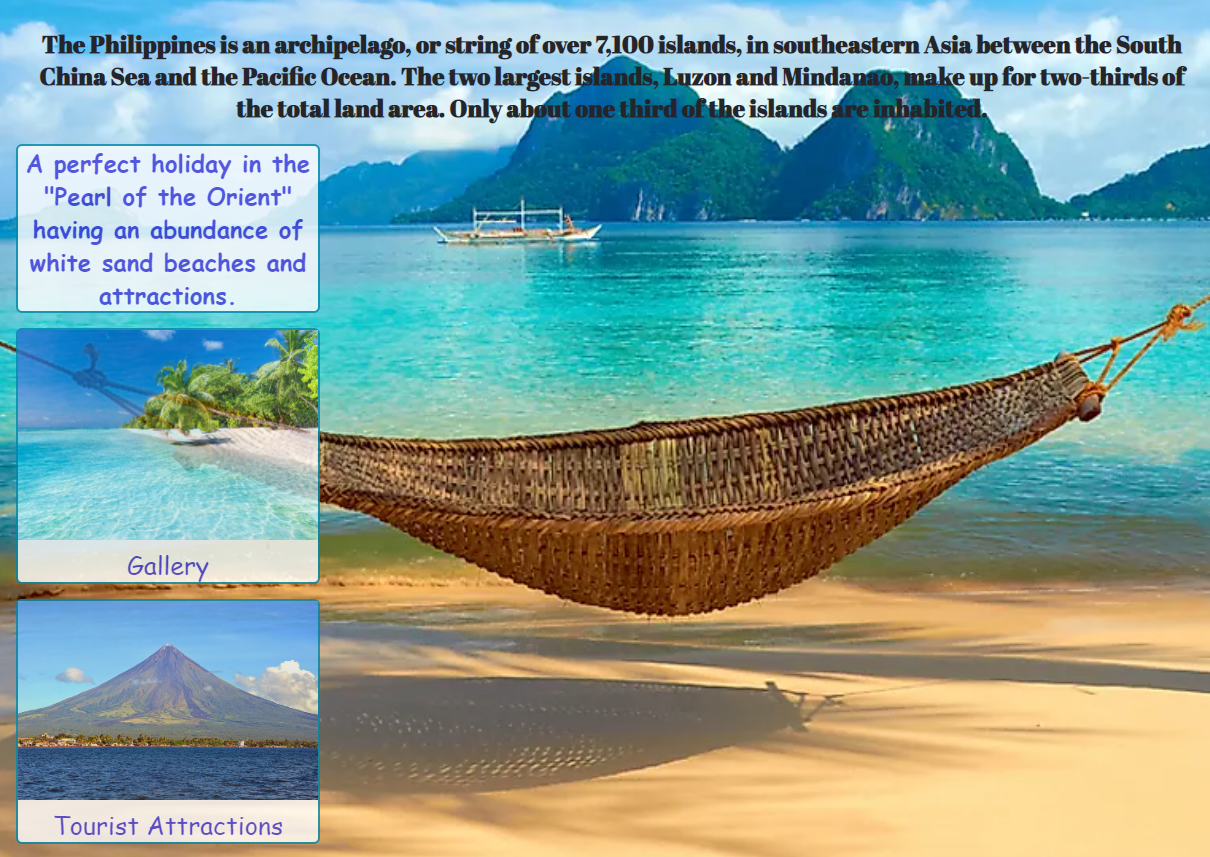 The Philippines is an archipelago, or string of over 7,100 islands, in southeastern Asia between the South
China Sea and the Pacific Ocean. The two largest islands, Luzon and Mindanao, make up for two-thirds of
the total land area. Only about one third of the islands are inhabited.
A perfect holiday in the
"Pearl of the Orient"
having an abundance of
white sand beaches and
attractions.
Gallery
Tourist Attractions